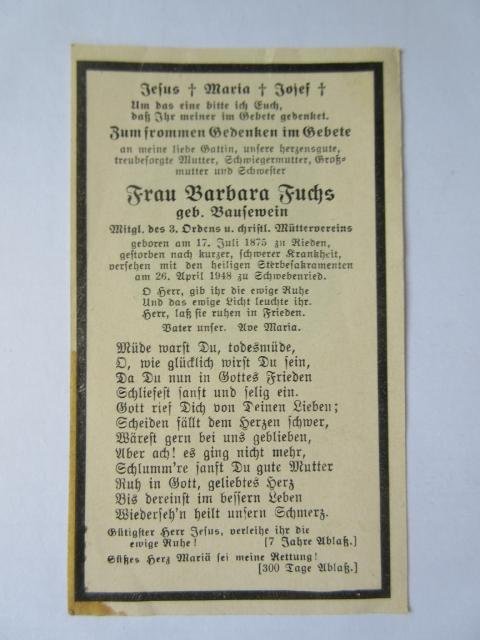 Jesus † Maria † Josef †
Um das eine bitte ich Euch,
daß Ihr meiner im Gebete gedenket.
Zum frommen Gedenken im Gebete
an meine liebe Gattin, unsere herzensgute,
treubesorgte Mutter, Schwiegermutter, Groß-
mutter und Schwester
Frau Barbara Fuchs
geb. Bausewein
Mitgl. des 3. Ordens u. christl. Müttervereins
geboren am 17. Juli 1875 zu Rieden,
gestorben nach kurzer, schwerer Krankheit,
versehen mit den heiligen Sterbesakramenten
am 26. April 1948 zu Schwebenried.
O Herr, gib ihr die ewige Ruhe
Und das ewige Licht leuchte ihr.
Herr, laß sie ruhen in Frieden.
Vater unser. Ave Maria.
Müde warst Du, todesmüde,
O, wie glücklich wirst Du sein,
Da Du nun in Gottes Frieden
Schliefest sanft und selig ein.
Gott rief Dich von Deinen Lieben;
Scheiden fällt dem Herzen schwer,
Wärest gern bei uns geblieben,
Aber ach! es ging nicht mehr,
Schlumm're sanft Du gute Mutter
Ruh in Gott, geliebtes Herz
Bis dereinst im bessern Leben
Wiederseh'n heilt unsern Schmerz.
Gütigster Herr Jesus, verleihe ihr die
ewige Ruhe! [7 Jahre Ablaß.]
Süßes Herz Mariä sei meine Rettung!
[300 Tage Ablaß.]